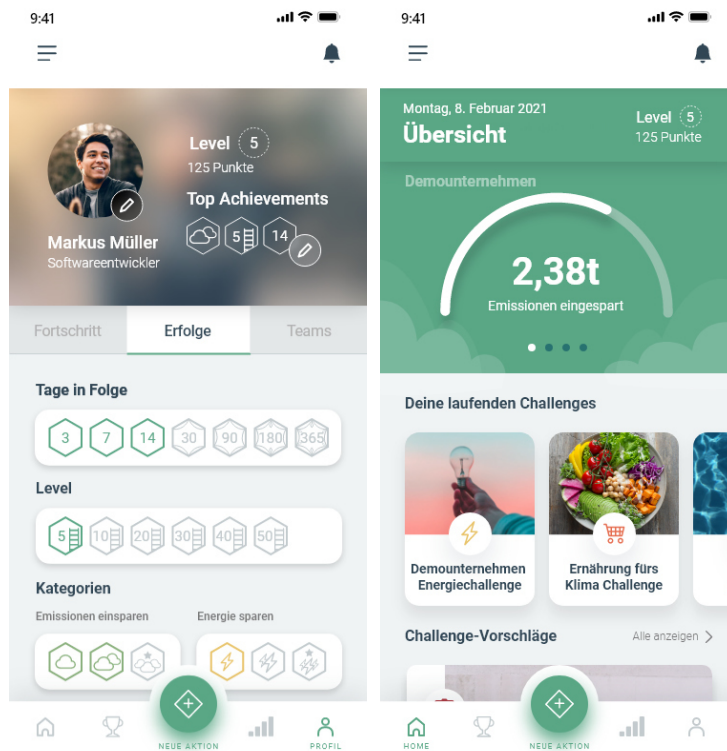 9:41
Level 5
125 Punkte
Top Achievements
5 14
Markus Müller
Softwareentwickler
Fortschritt Erfolge Teams
Tage in Folge
3 7 14 30 90 180 365
Level
5 10 20 30 40 50
Kategorien
Emissionen einsparen Energie sparen
NEUE AKTION PROFIL
9:41
Montag, 8. Februar 2021
Übersicht
Level 5
125 Punkte
Demounternehmen
2,38t
Emissionen eingespart
Deine laufenden Challenges
Demounternehmen
Energiechallenge
Ernährung fürs
Klima Challenge
Challenge-Vorschläge Alle anzeigen
HOME NEUE AKTION